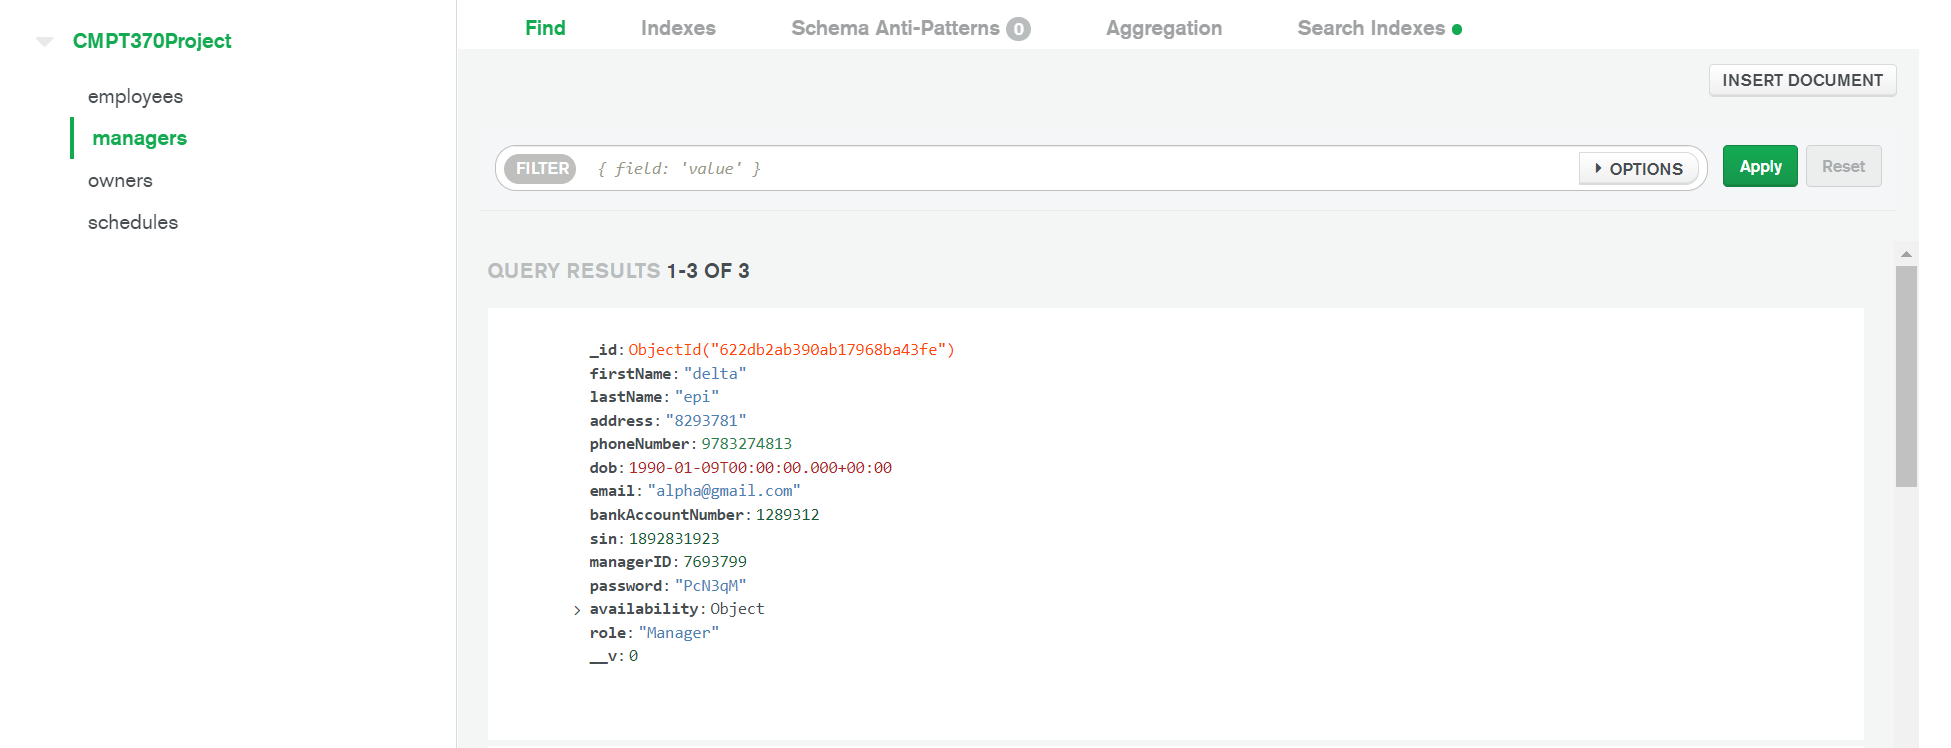 CMPT370Project
employees
managers
owners
schedules
Find Indexes Schema Anti-Patterns 0 Aggregation Search Indexes
INSERT DOCUMENT
FILTER { field: 'value' } OPTIONS Apply Reset
QUERY RESULTS 1-3 OF 3
_id: ObjectId("622db2ab390ab17968ba43fe")
firstName: "delta"
lastName: "epi"
address: "8293781"
phoneNumber: 9783274813
dob: 1990-01-09T00:00:00.000+00:00
email: "alpha@gmail.com"
bankAccountNumber: 1289312
sin: 1892831923
managerID: 7693799
password: "PcN3qM"
availability: Object
role: "Manager"
__v: 0